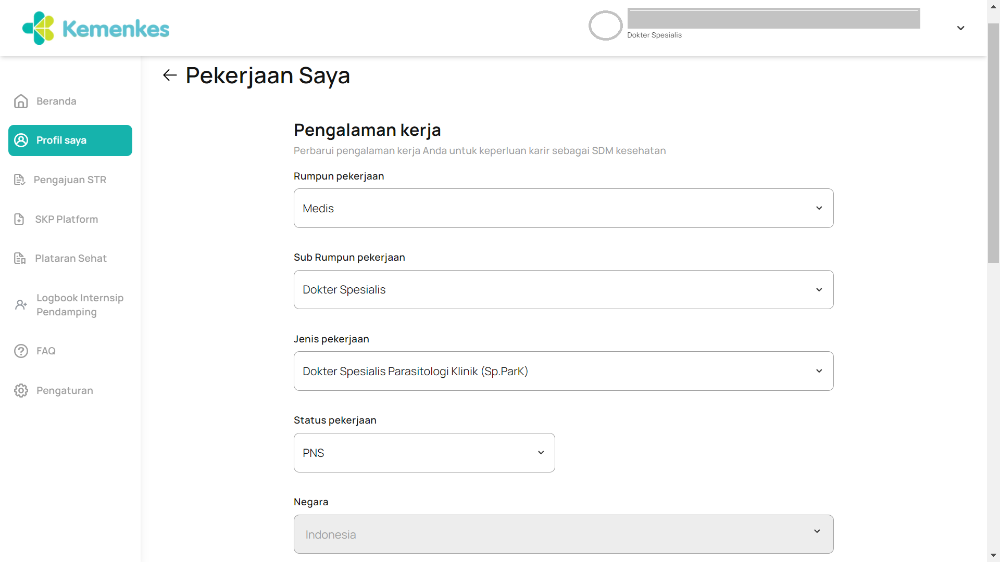 Kemenkes
Dokter Spesialis
Beranda
Profil saya
Pengajuan STR
SKP Platform
Plataran Sehat
Logbook Internsip
Pendamping
FAQ
Pengaturan
Pekerjaan Saya
Pengalaman kerja
Perbarui pengalaman kerja Anda untuk keperluan karir sebagai SDM kesehatan
Rumpun pekerjaan
Medis
Sub Rumpun pekerjaan
Dokter Spesialis
Jenis pekerjaan
Dokter Spesialis Parasitologi Klinik (Sp.ParK)
Status pekerjaan
PNS
Negara
Indonesia